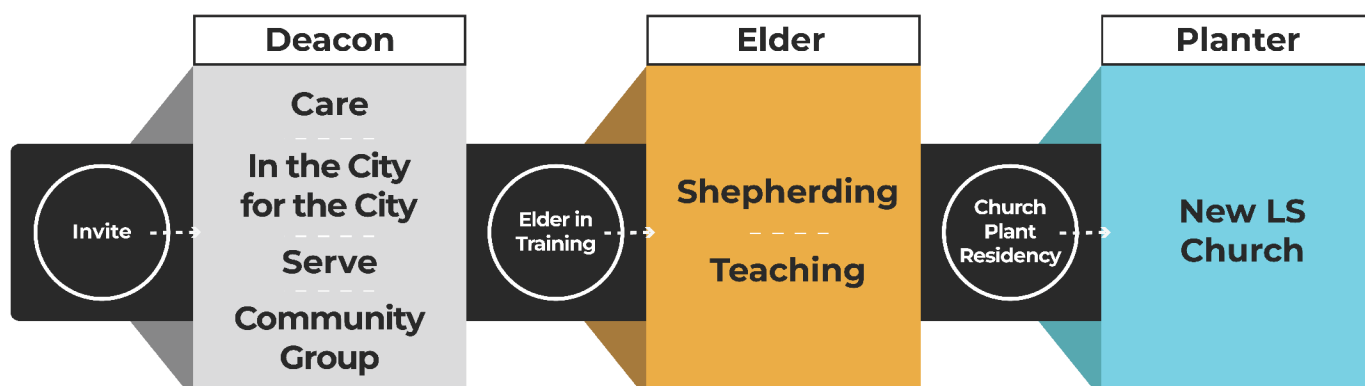 Deacon
Elder
Planter
Invite
Care
In the City
for the City
Serve
Community
Group
Elder in
Training
Shepherding
Teaching
Church
Plant
Residency
New LS
Church